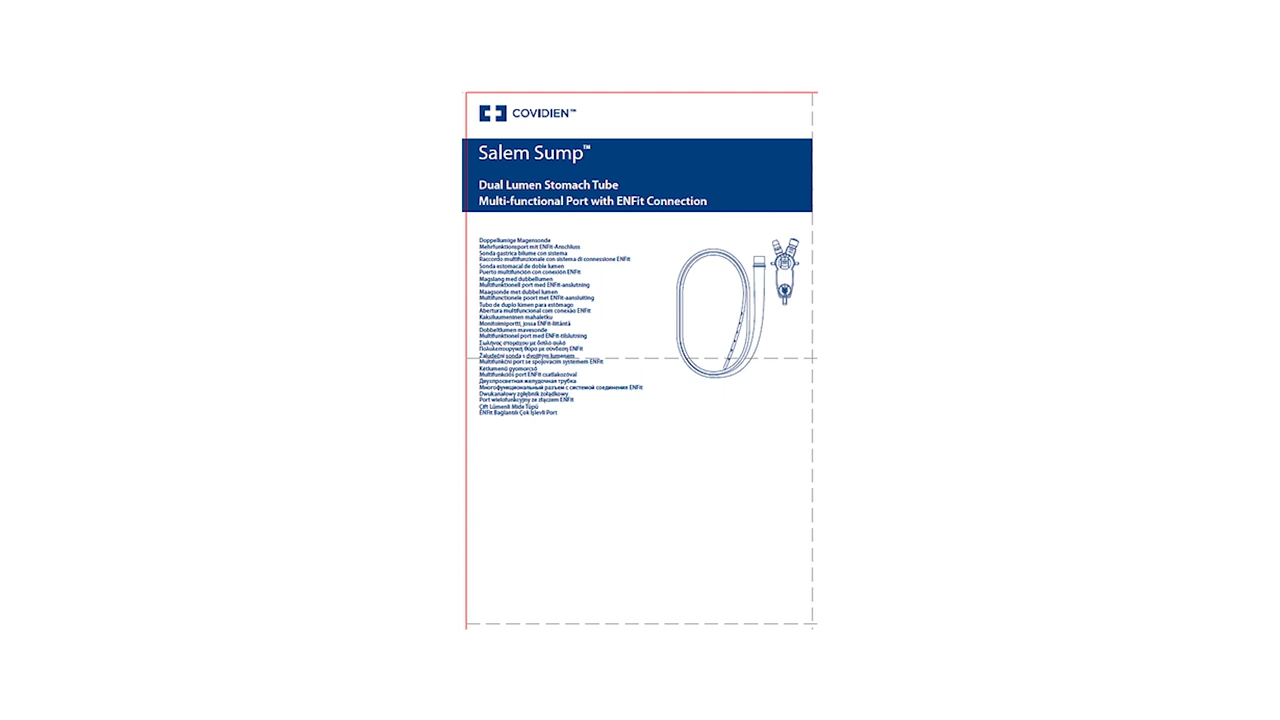 COVIDIEN™
Salem Sump™
Dual Lumen Stomach Tube
Multi-functional Port with ENFit Connection
Doppellumige Magensonde
Mehrfunktionsport mit ENFit-Anschluss
Sonda gastrica bilume con sistema
Raccordo multifunzionale con sistema di connessione ENFit
Sonda estomacal de doble lumen
Puerto multifunción con conexión ENFit
Magslang med dubbellumen
Multifunktionell port med ENFit-anslutning
Maagsonde met dubbel lumen
Multifunctionele poort met ENFit-aansluiting
Tubo de duplo lúmen para estômago
Abertura multifuncional com conexão ENFit
Kaksiluumeninen mahaletku
Monitoimiportti, jossa ENFit-liitäntä
Dobbeltlumen mavesonde
Multifunktionel port med ENFit-tilslutning
Σωλήνας στομάχου με διπλό αυλό
Πολυλειτουργική θύρα με σύνδεση ENFit
Žaludeční sonda s dvojitým lumenem
Multifunkční port se spojovacím systémem ENFit
Kétlumenű gyomorcső
Multifunkciós port ENFit csatlakozóval
Двухпросветная желудочная трубка
Многофункциональный разъем с системой соединения ENFit
Dwukanałowy zgłębnik żołądkowy
Port wielofunkcyjny ze złączem ENFit
Çift Lümenli Mide Tüpü
ENFit Bağlantılı Çok İşlevli Port